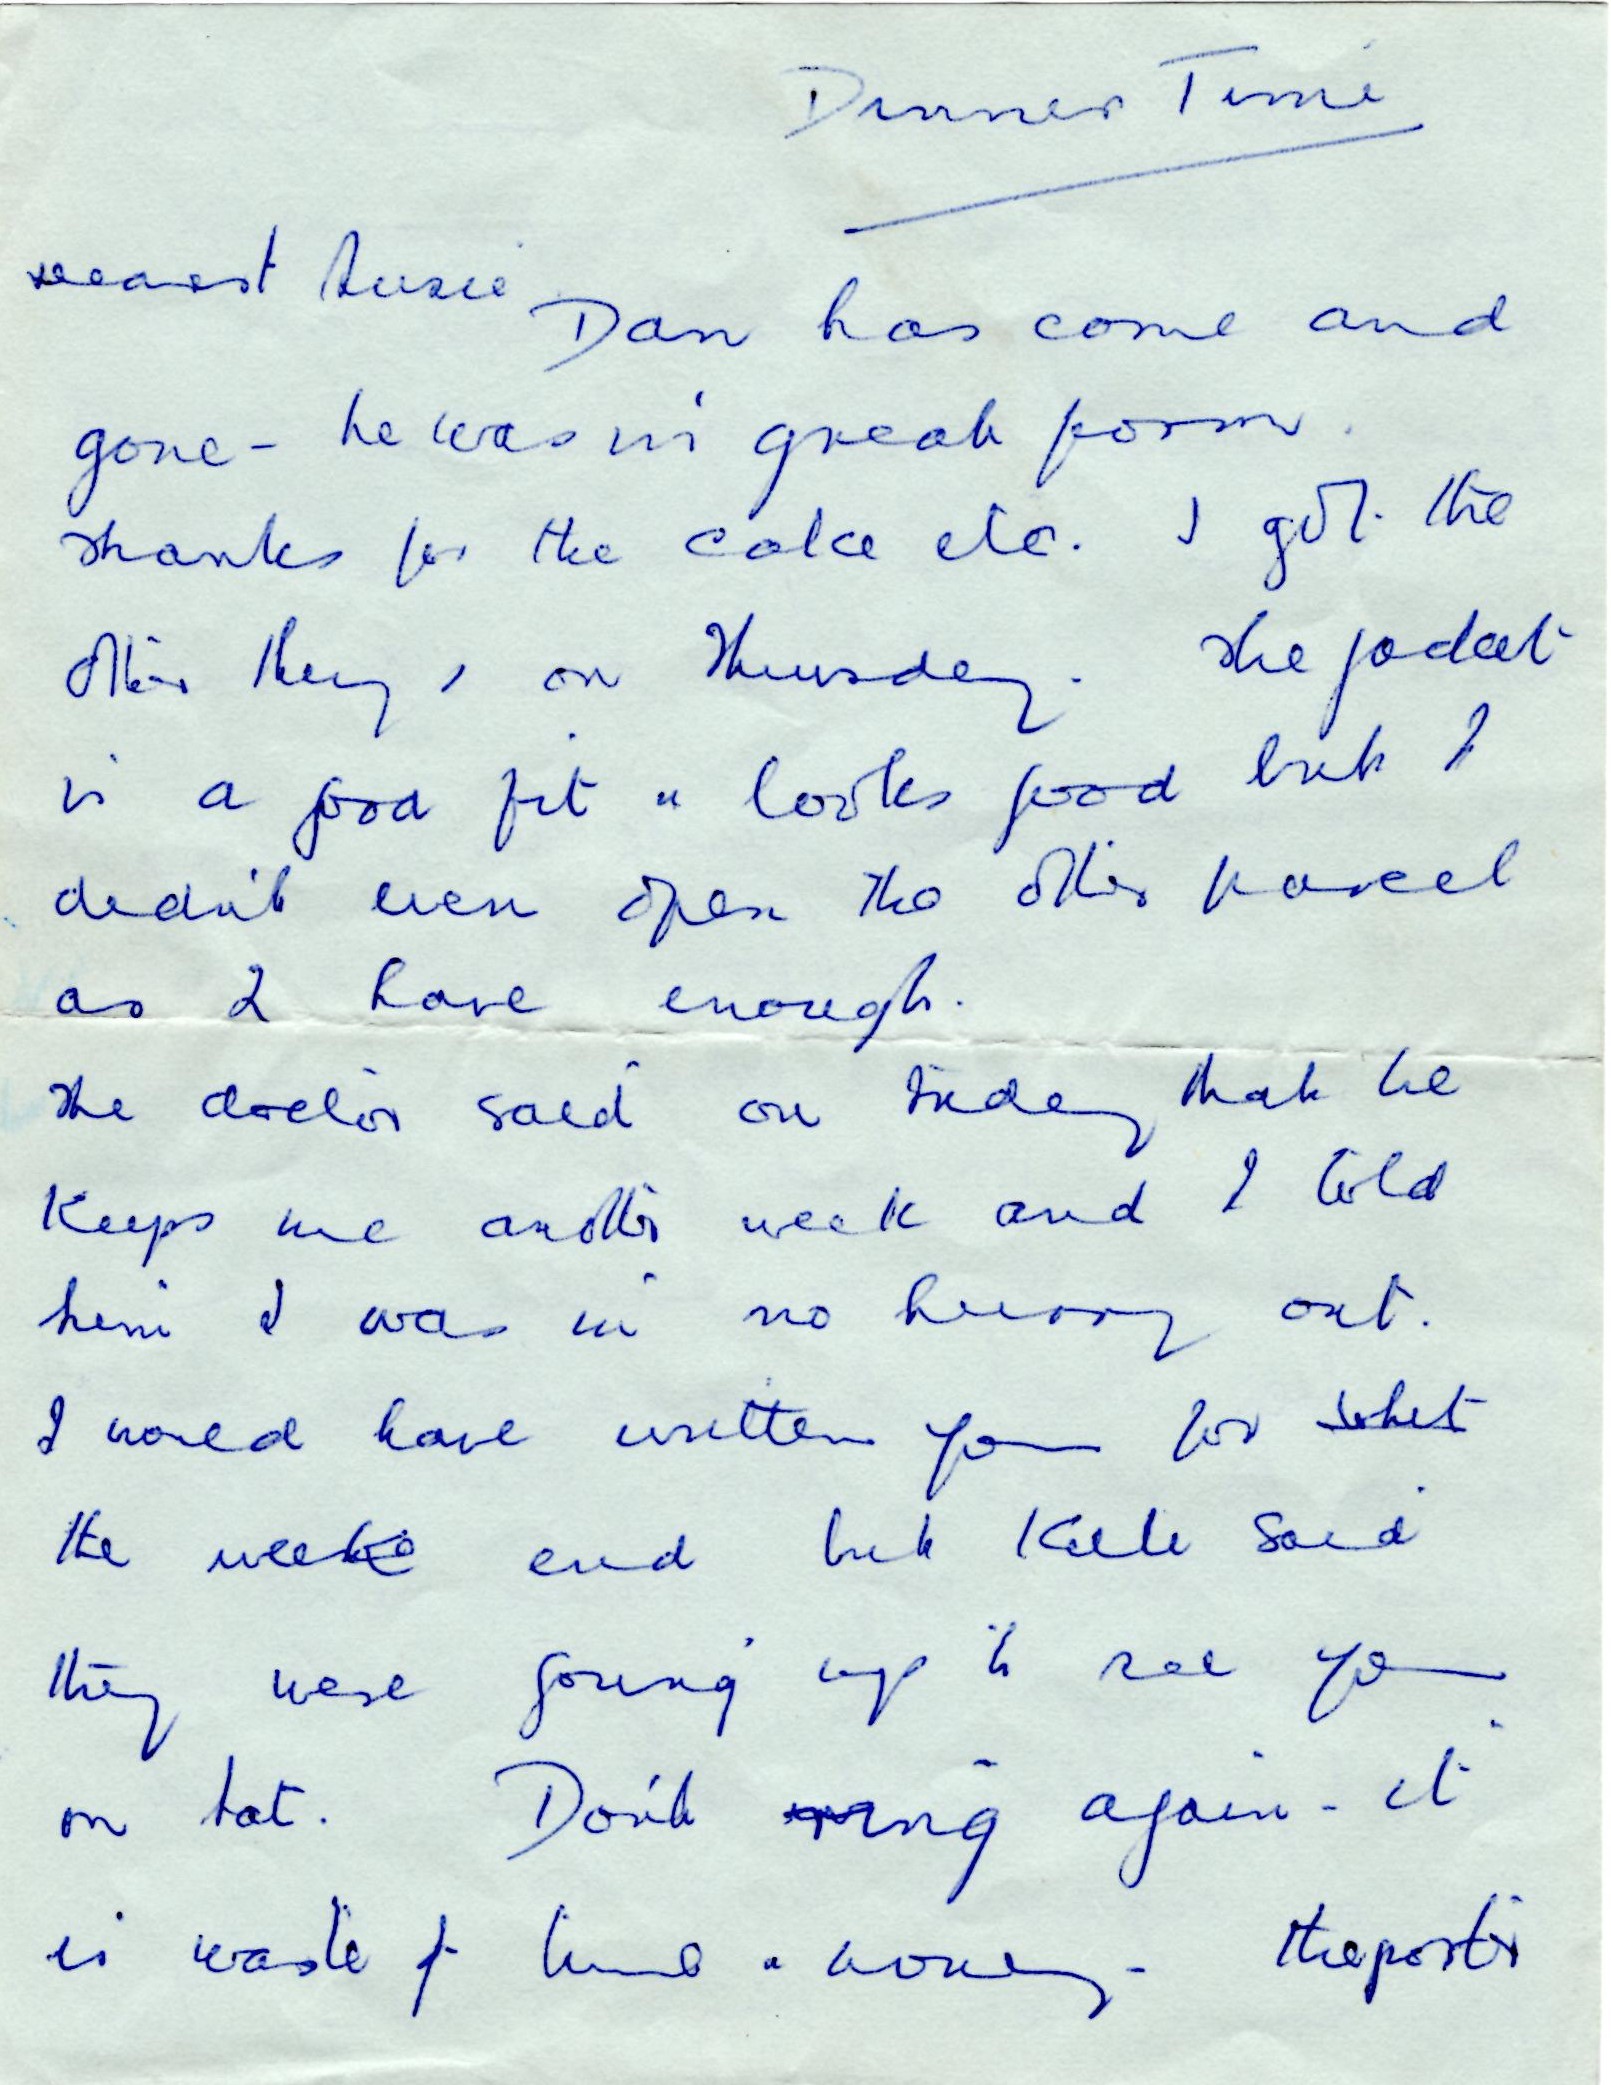 Dinner Time
Dearest Susie
Dan has come and
gone - he was in great form.
Thanks for the cake etc. I got the
other things on Thursday. The jacket
is a good fit & looks good but I
didn't even open the other parcel
as I have enough.
The doctor said on Friday that he
keeps me another week and I told
him I was in no hurry out.
I would have written you for
the week end but said
they were going up to see you
on Sat. Don't ring again - it
is waste of time & money - the porter